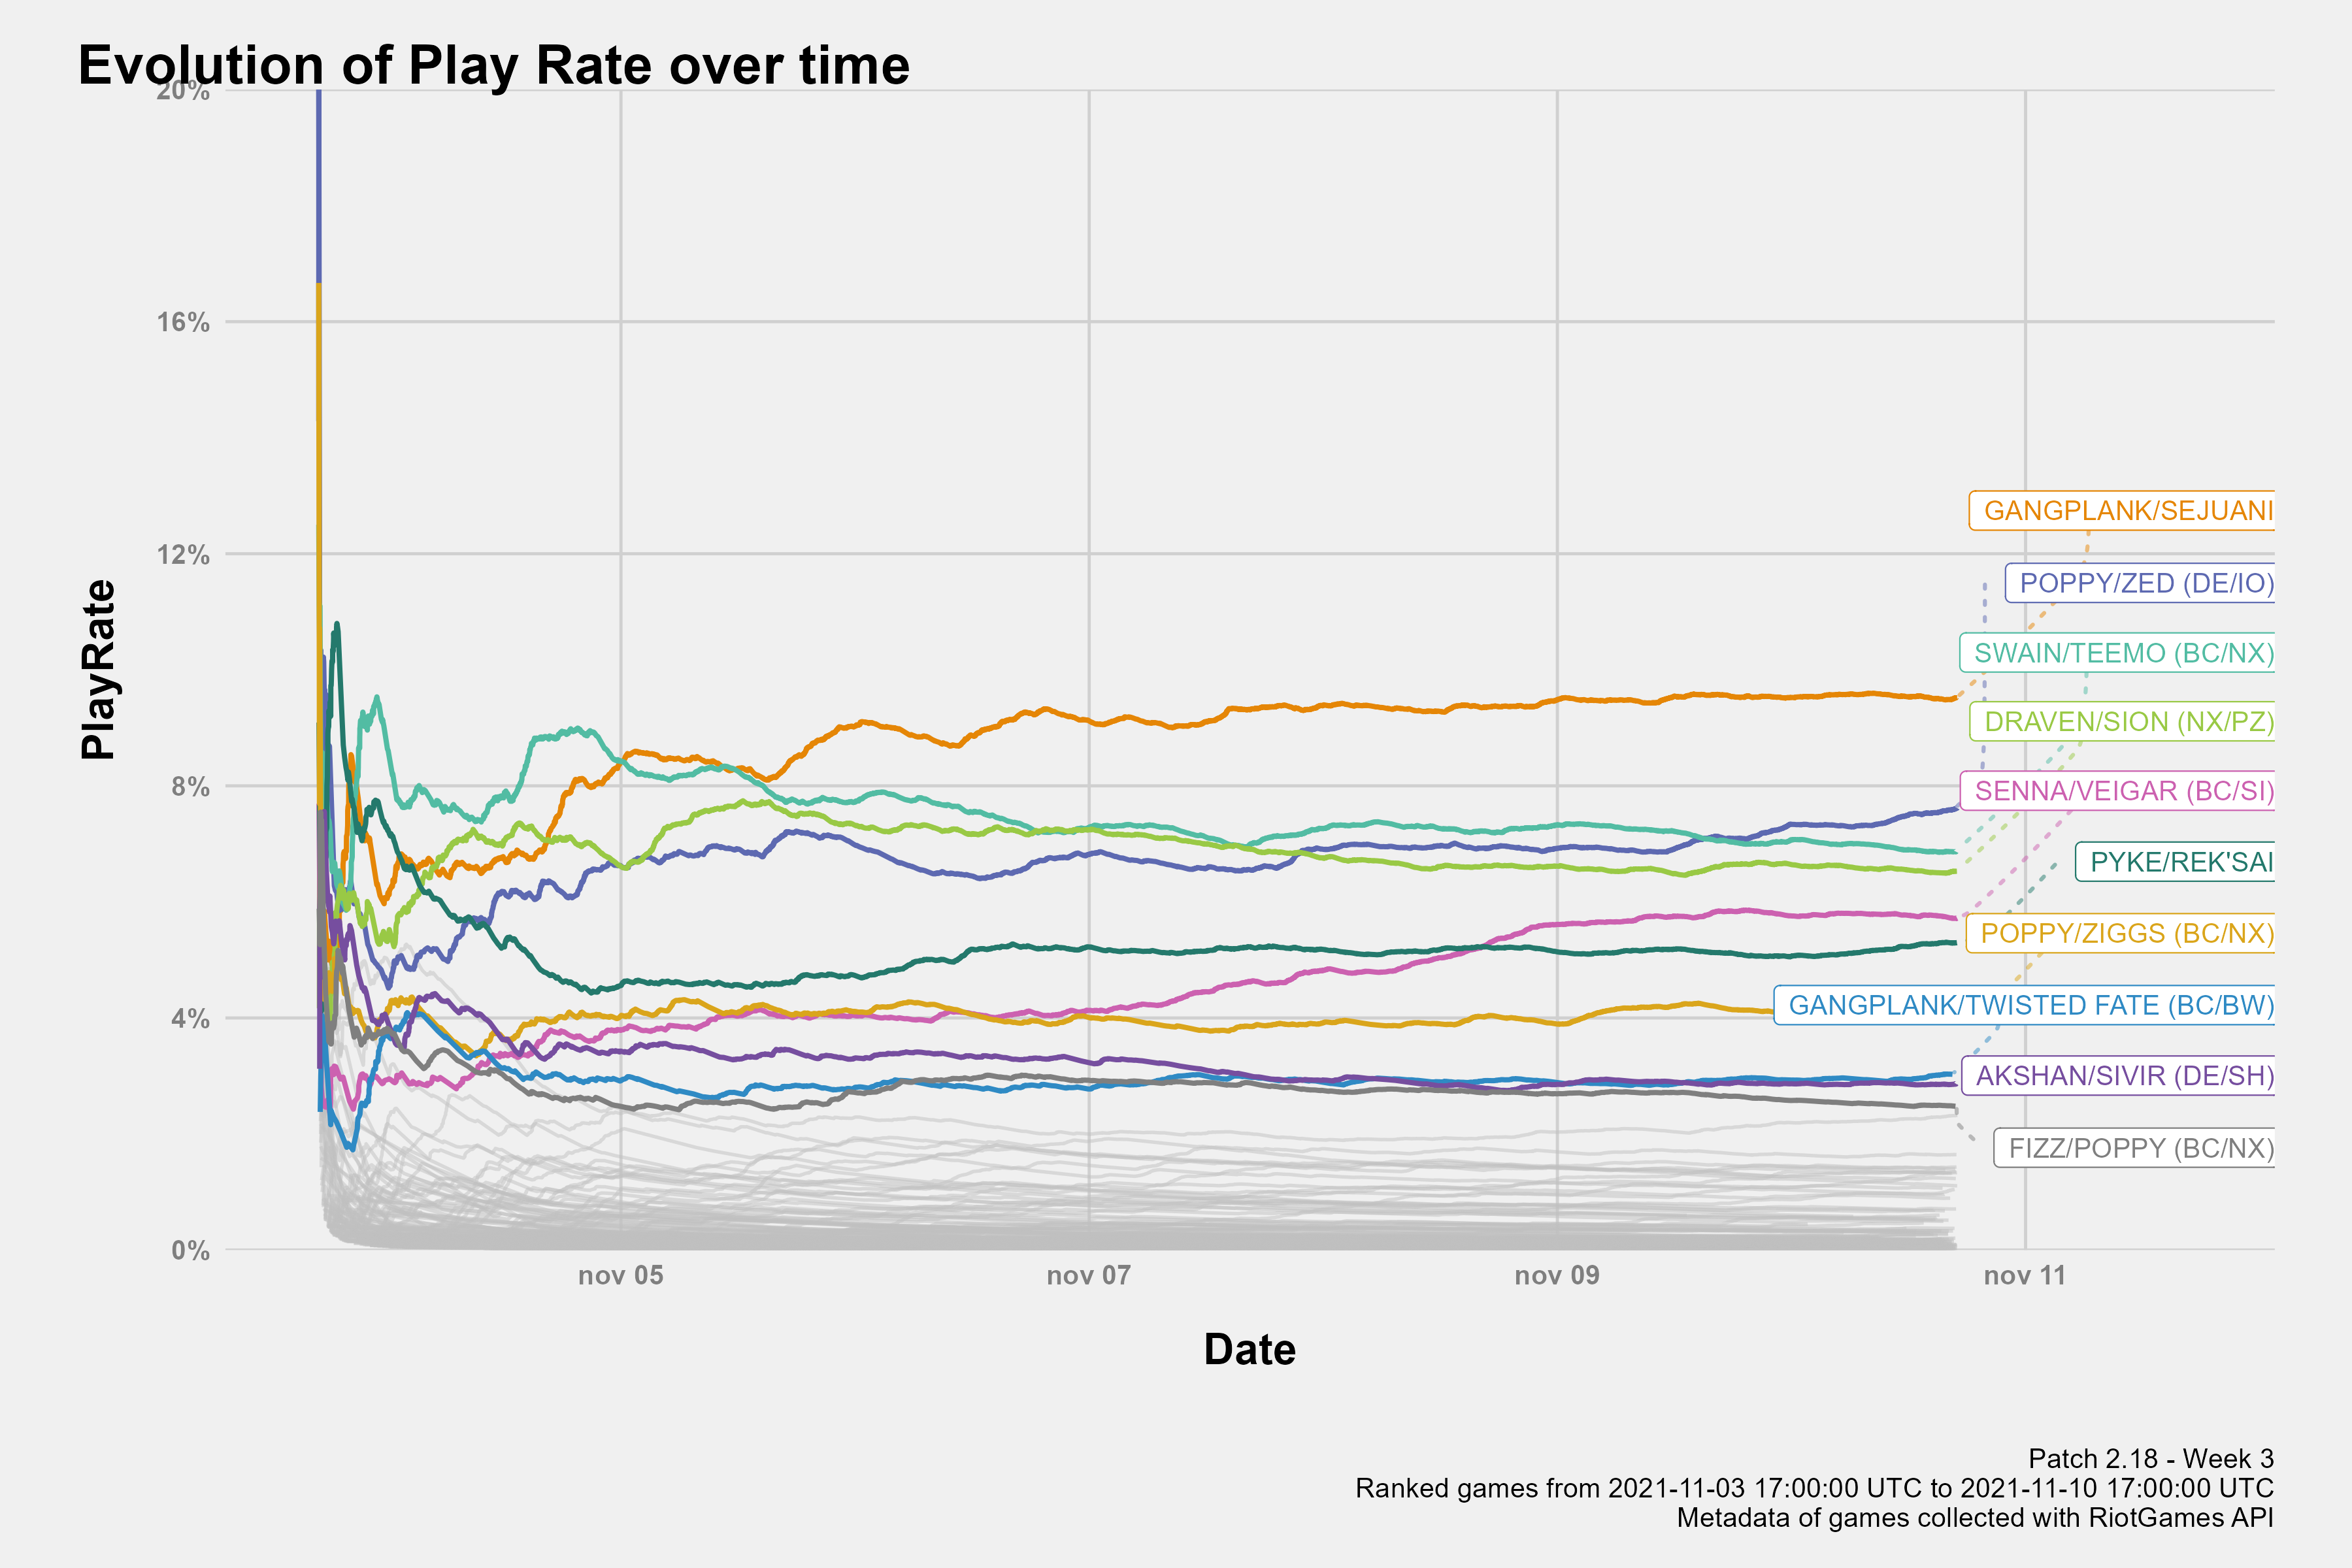 Evolution of Play Rate over time
20%
16%
12%
8%
4%
0%
PlayRate
GANGPLANK/SEJUANI
POPPY/ZED (DE/IO)
SWAIN/TEEMO (BC/NX)
DRAVEN/SION (NX/PZ)
SENNA/VEIGAR (BC/SI)
PYKE/REK'SAI
POPPY/ZIGGS (BC/NX)
GANGPLANK/TWISTED FATE (BC/BW)
AKSHAN/SIVIR (DE/SH)
FIZZ/POPPY (BC/NX)
nov 05
nov 07
nov 09
nov 11
Date
Patch 2.18 - Week 3
Ranked games from 2021-11-03 17:00:00 UTC to 2021-11-10 17:00:00 UTC
Metadata of games collected with RiotGames API